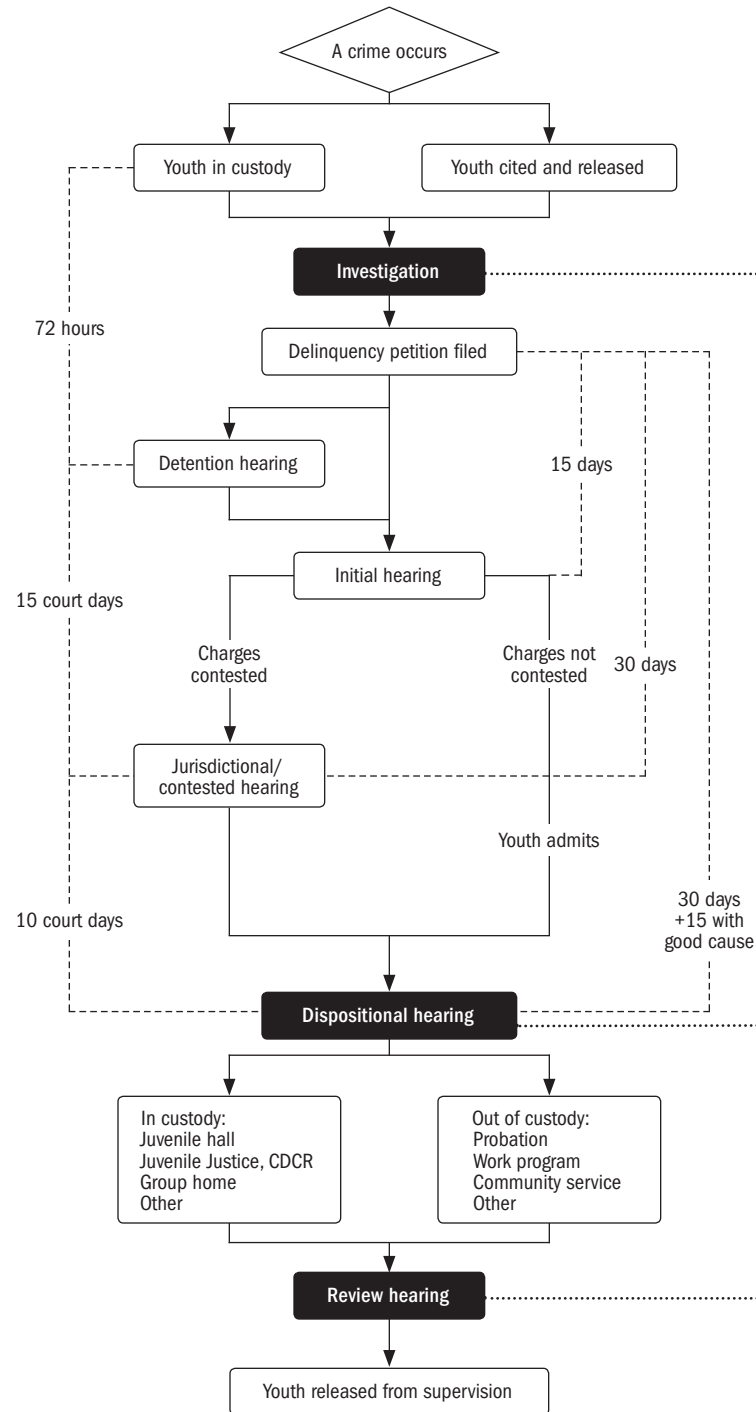 A crime occurs
Youth in custody
Youth cited and released
Investigation
72 hours
Delinquency petition filed
Detention hearing
15 days
Initial hearing
15 court days
Charges
contested
Charges not
contested
30 days
Jurisdictional/
contested hearing
Youth admits
10 court days
30 days
+15 with
good cause
Dispositional hearing
In custody:
Juvenile hall
Juvenile Justice, CDCR
Group home
Other
Out of custody:
Probation
Work program
Community service
Other
Review hearing
Youth released from supervision